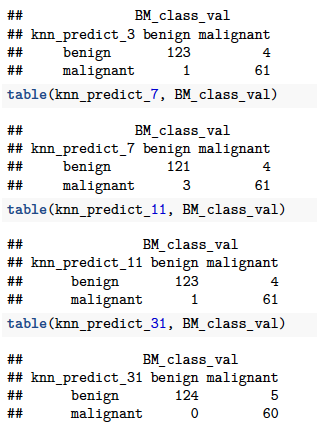 ##                BM_class_val
## knn_predict_3 benign malignant
##     benign       123         4
##     malignant      1        61
table(knn_predict_7, BM_class_val)
##                BM_class_val
## knn_predict_7 benign malignant
##     benign       121         4
##     malignant      3        61
table(knn_predict_11, BM_class_val)
##                 BM_class_val
## knn_predict_11 benign malignant
##      benign       123         4
##      malignant      1        61
table(knn_predict_31, BM_class_val)
##                 BM_class_val
## knn_predict_31 benign malignant
##      benign       124         5
##      malignant      0        60